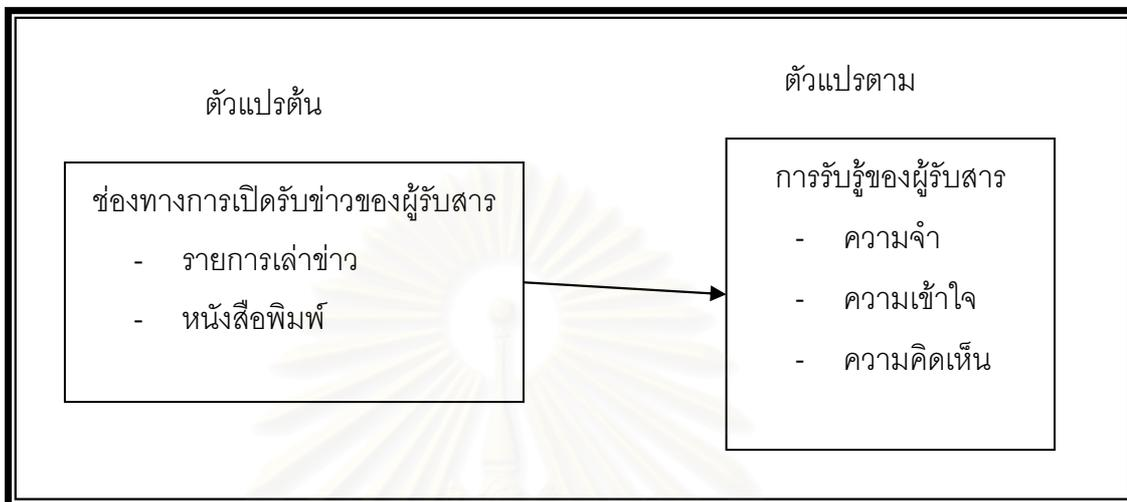 ตัวแปรต้น
ช่องทางการเปิดรับข่าวของผู้รับสาร
- รายการเล่าข่าว
- หนังสือพิมพ์
ตัวแปรตาม
การรับรู้ของผู้รับสาร
- ความจำ
- ความเข้าใจ
- ความคิดเห็น